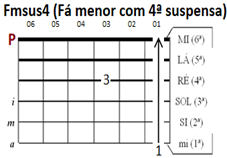 Fmsus4 (Fá menor com 4ª suspensa)
06 05 04 03 02 01
P MI (6ª)
LÁ (5ª)
3 RÉ (4ª)
i SOL (3ª)
m SI (2ª)
a 1 mi (1ª)